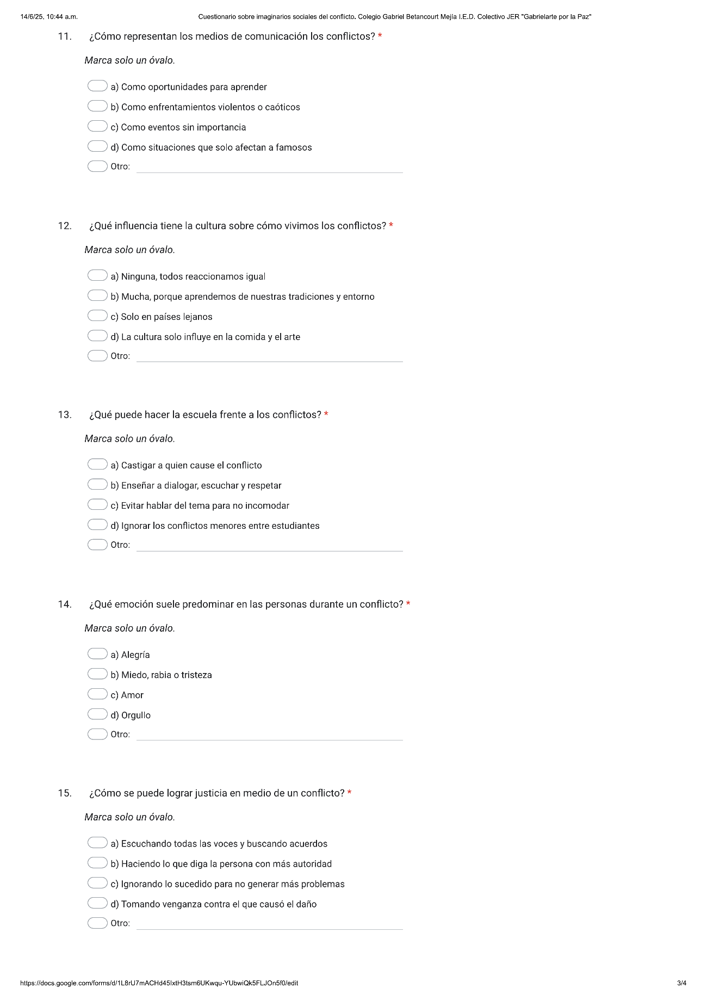 14/6/25, 10:44 a.m.
Cuestionario sobre imaginarios sociales del conflicto. Colegio Gabriel Betancourt Mejía I.E.D. Colectivo JER "Gabrielarte por la Paz"
11. ¿Cómo representan los medios de comunicación los conflictos? *
Marca solo un óvalo.
a) Como oportunidades para aprender
b) Como enfrentamientos violentos o caóticos
c) Como eventos sin importancia
d) Como situaciones que solo afectan a famosos
Otro:
12. ¿Qué influencia tiene la cultura sobre cómo vivimos los conflictos? *
Marca solo un óvalo.
a) Ninguna, todos reaccionamos igual
b) Mucha, porque aprendemos de nuestras tradiciones y entorno
c) Solo en países lejanos
d) La cultura solo influye en la comida y el arte
Otro:
13. ¿Qué puede hacer la escuela frente a los conflictos? *
Marca solo un óvalo.
a) Castigar a quien cause el conflicto
b) Enseñar a dialogar, escuchar y respetar
c) Evitar hablar del tema para no incomodar
d) Ignorar los conflictos menores entre estudiantes
Otro:
14. ¿Qué emoción suele predominar en las personas durante un conflicto? *
Marca solo un óvalo.
a) Alegría
b) Miedo, rabia o tristeza
c) Amor
d) Orgullo
Otro:
15. ¿Cómo se puede lograr justicia en medio de un conflicto? *
Marca solo un óvalo.
a) Escuchando todas las voces y buscando acuerdos
b) Haciendo lo que diga la persona con más autoridad
c) Ignorando lo sucedido para no generar más problemas
d) Tomando venganza contra el que causó el daño
Otro:
https://docs.google.com/forms/d/1L8rU7mACHd45IxtH3tsm6UKwqu-YUbwiQk5FLJOn5f0/edit
3/4